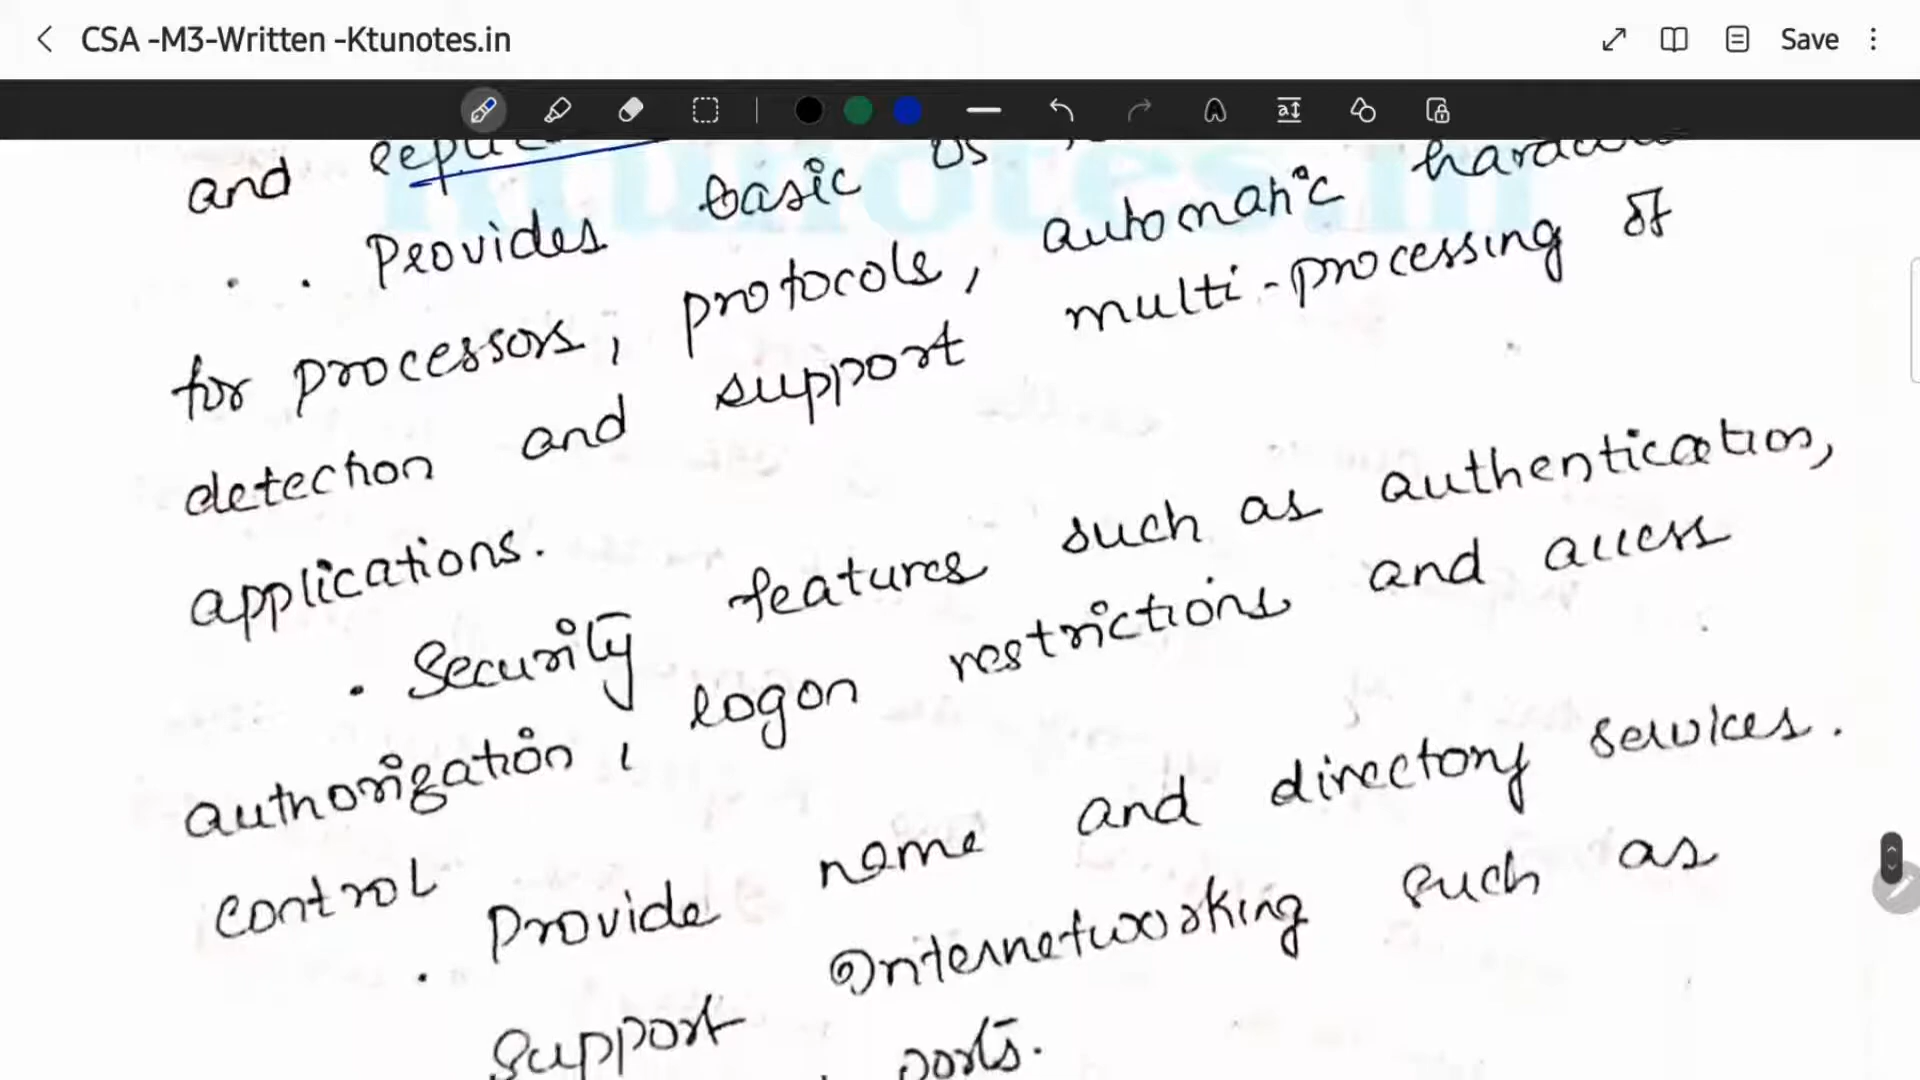 CSA -M3-Written -Ktunotes.in
Save
and
. . Provides basic os
for processors, protocols, automatic
detection and support multi-processing of
applications.
. Security features such as authentication,
authorization, logon restrictions and access
control
. Provide name and directory services.
Support Internetworking such as
ports.
Ktunotes.in